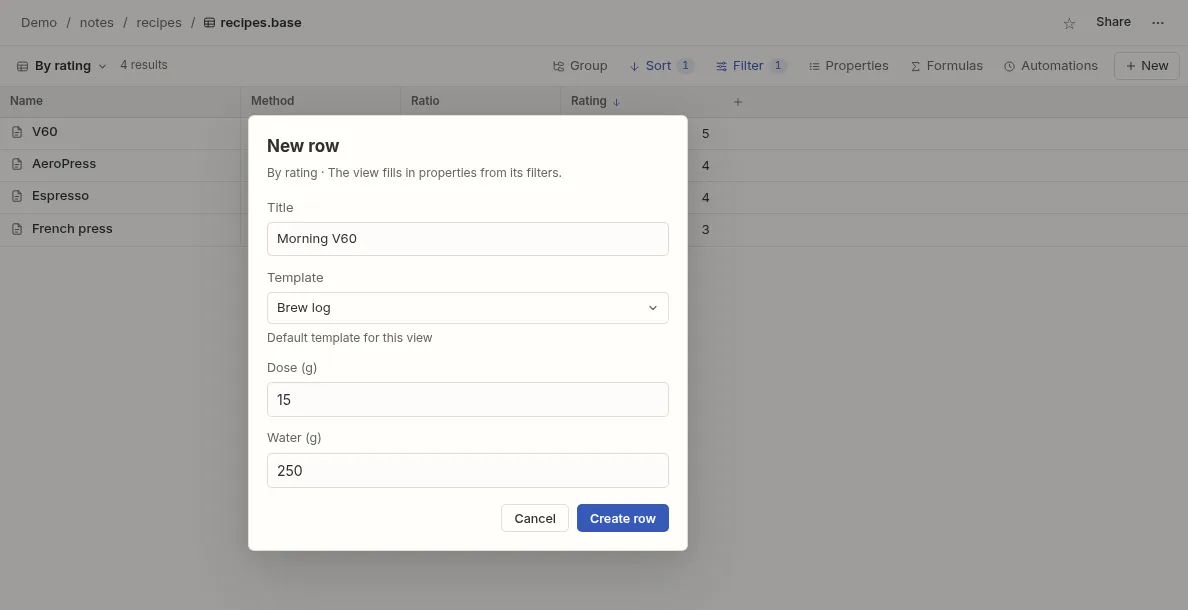 Demo / notes / recipes / recipes.base
Share
By rating 4 results
Group Sort 1 Filter 1 Properties Formulas Automations New
Name Method Ratio Rating
V60 5
AeroPress 4
Espresso 4
French press 3
New row
By rating · The view fills in properties from its filters.
Title
Morning V60
Template
Brew log
Default template for this view
Dose (g)
15
Water (g)
250
Cancel Create row